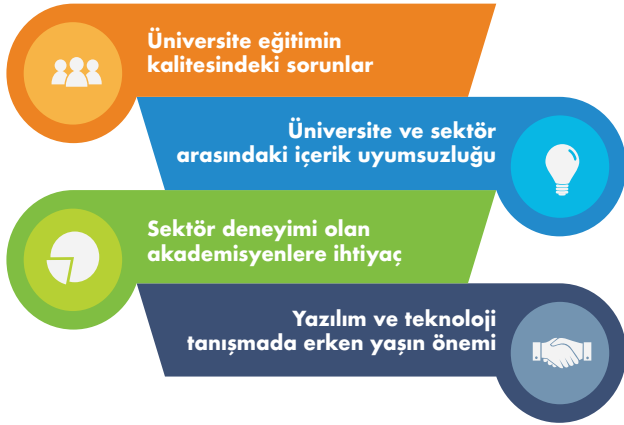 Üniversite eğitimin
kalitesindeki sorunlar
Üniversite ve sektör
arasındaki içerik uyumsuzluğu
Sektör deneyimi olan
akademisyenlere ihtiyaç
Yazılım ve teknoloji
tanışmada erken yaşın önemi